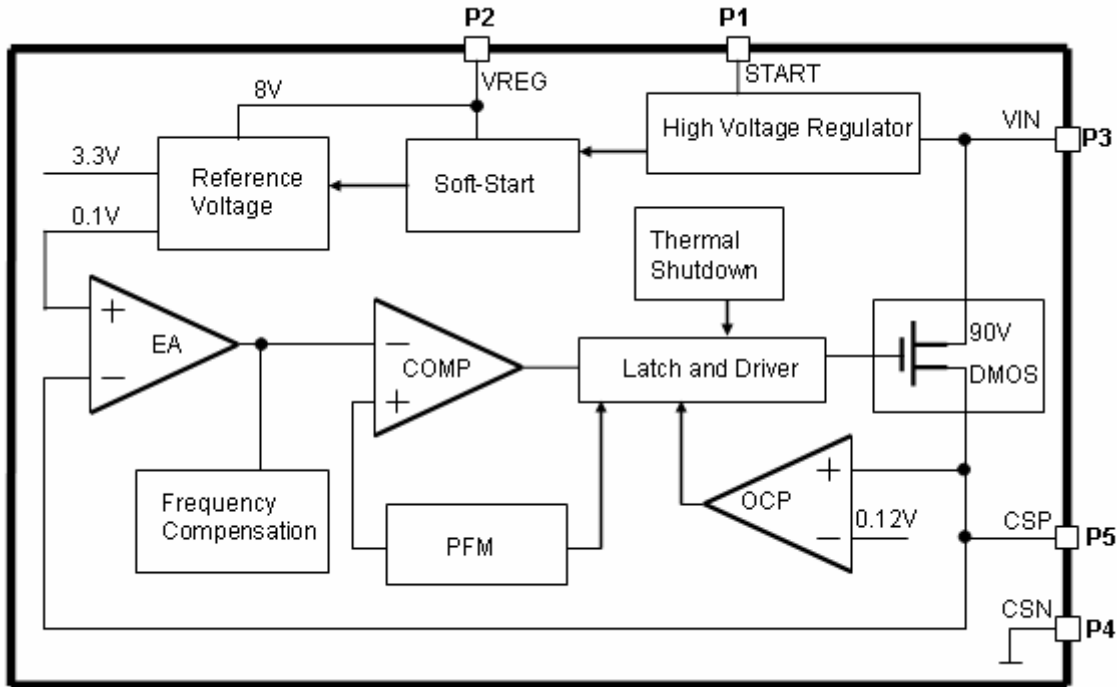 P2
P1
VREG
START
8V
High Voltage Regulator
VIN
P3
3.3V
Reference
Voltage
Soft-Start
0.1V
Thermal
Shutdown
+
EA
−
−
COMP
+
Latch and Driver
90V
DMOS
Frequency
Compensation
PFM
+
OCP
0.12V
−
CSP
P5
CSN
P4